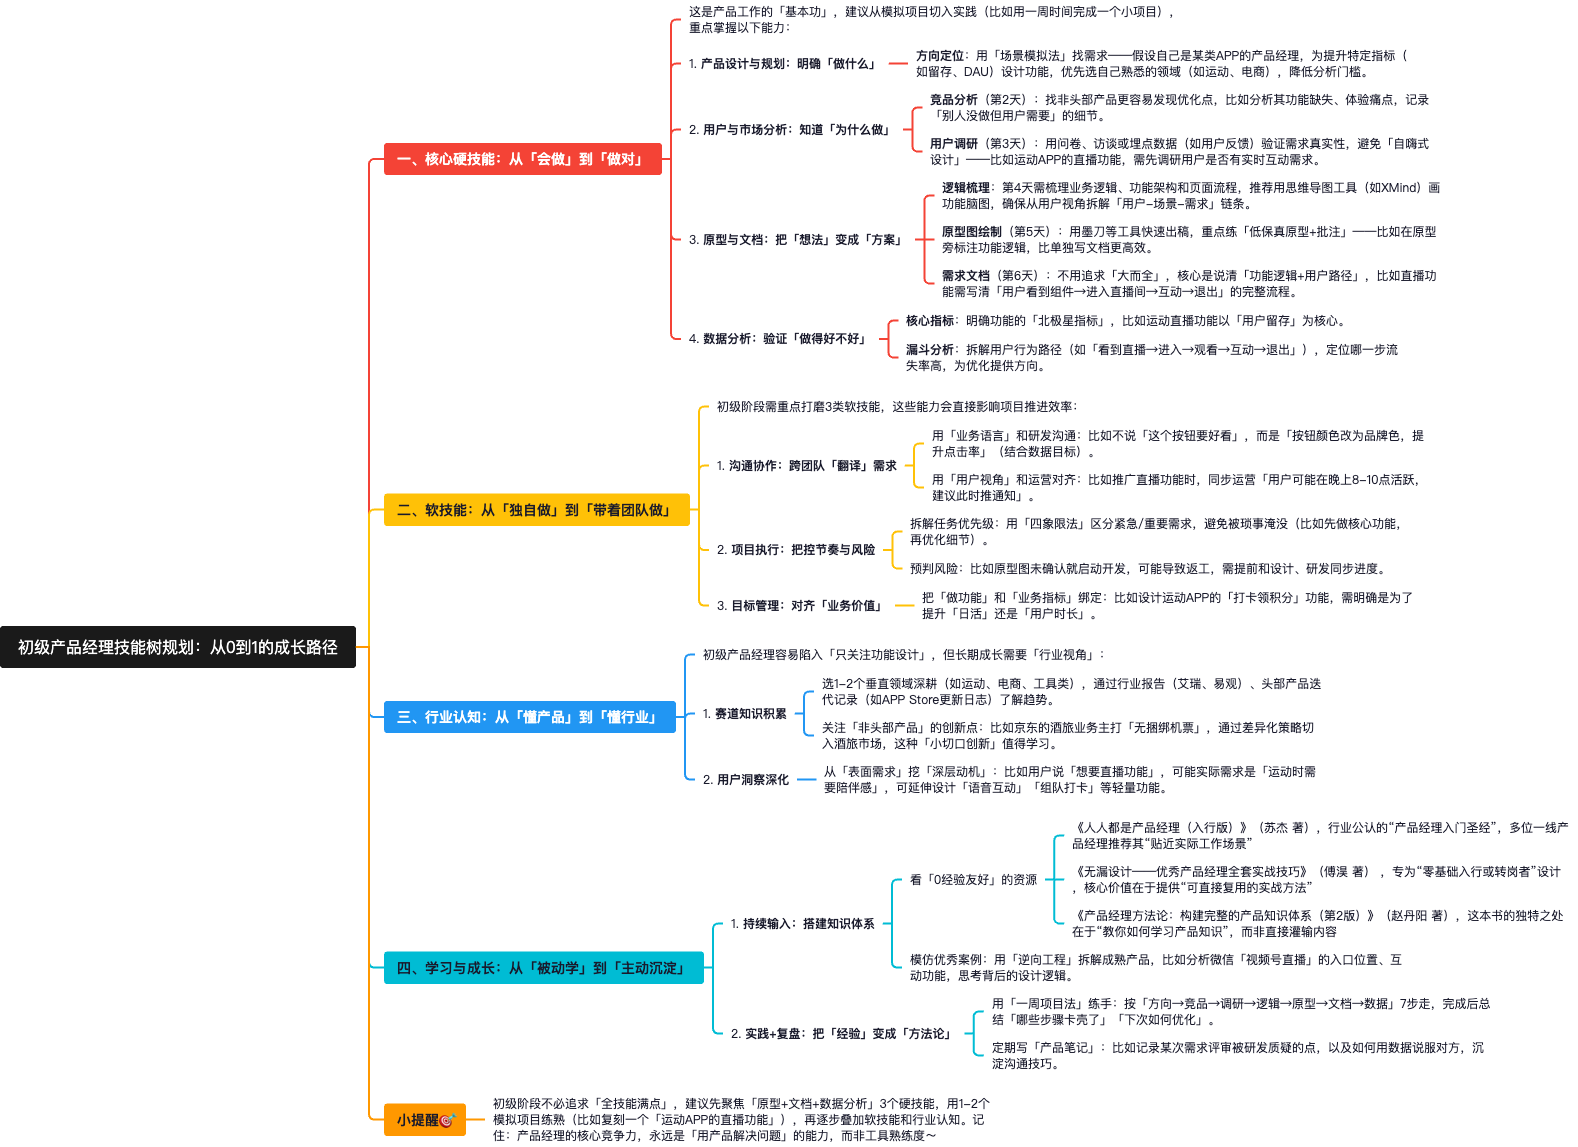 初级产品经理技能树规划：从0到1的成长路径
一、核心硬技能：从「会做」到「做对」
这是产品工作的「基本功」，建议从模拟项目切入实践（比如用一周时间完成一个小项目），
重点掌握以下能力：
1. 产品设计与规划：明确「做什么」
方向定位：用「场景模拟法」找需求——假设自己是某类APP的产品经理，为提升特定指标（
如留存、DAU）设计功能，优先选自己熟悉的领域（如运动、电商），降低分析门槛。
2. 用户与市场分析：知道「为什么做」
竞品分析（第2天）：找非头部产品更容易发现优化点，比如分析其功能缺失、体验痛点，记录
「别人没做但用户需要」的细节。
用户调研（第3天）：用问卷、访谈或埋点数据（如用户反馈）验证需求真实性，避免「自嗨式
设计」——比如运动APP的直播功能，需先调研用户是否有实时互动需求。
3. 原型与文档：把「想法」变成「方案」
逻辑梳理：第4天需梳理业务逻辑、功能架构和页面流程，推荐用思维导图工具（如XMind）画
功能脑图，确保从用户视角拆解「用户-场景-需求」链条。
原型图绘制（第5天）：用墨刀等工具快速出稿，重点练「低保真原型+批注」——比如在原型
旁标注功能逻辑，比单独写文档更高效。
需求文档（第6天）：不用追求「大而全」，核心是说清「功能逻辑+用户路径」，比如直播功
能需写清「用户看到组件→进入直播间→互动→退出」的完整流程。
4. 数据分析：验证「做得好不好」
核心指标：明确功能的「北极星指标」，比如运动直播功能以「用户留存」为核心。
漏斗分析：拆解用户行为路径（如「看到直播→进入→观看→互动→退出」），定位哪一步流
失率高，为优化提供方向。
二、软技能：从「独自做」到「带着团队做」
初级阶段需重点打磨3类软技能，这些能力会直接影响项目推进效率：
1. 沟通协作：跨团队「翻译」需求
用「业务语言」和研发沟通：比如不说「这个按钮要好看」，而是「按钮颜色改为品牌色，提
升点击率」（结合数据目标）。
用「用户视角」和运营对齐：比如推广直播功能时，同步运营「用户可能在晚上8-10点活跃，
建议此时推通知」。
2. 项目执行：把控节奏与风险
拆解任务优先级：用「四象限法」区分紧急/重要需求，避免被琐事淹没（比如先做核心功能，
再优化细节）。
预判风险：比如原型图未确认就启动开发，可能导致返工，需提前和设计、研发同步进度。
3. 目标管理：对齐「业务价值」
把「做功能」和「业务指标」绑定：比如设计运动APP的「打卡领积分」功能，需明确是为了
提升「日活」还是「用户时长」。
三、行业认知：从「懂产品」到「懂行业」
初级产品经理容易陷入「只关注功能设计」，但长期成长需要「行业视角」：
1. 赛道知识积累
选1-2个垂直领域深耕（如运动、电商、工具类），通过行业报告（艾瑞、易观）、头部产品迭
代记录（如APP Store更新日志）了解趋势。
关注「非头部产品」的创新点：比如京东的酒旅业务主打「无捆绑机票」，通过差异化策略切
入酒旅市场，这种「小切口创新」值得学习。
2. 用户洞察深化
从「表面需求」挖「深层动机」：比如用户说「想要直播功能」，可能实际需求是「运动时需
要陪伴感」，可延伸设计「语音互动」「组队打卡」等轻量功能。
四、学习与成长：从「被动学」到「主动沉淀」
1. 持续输入：搭建知识体系
看「0经验友好」的资源
《人人都是产品经理（入行版）》（苏杰 著），行业公认的“产品经理入门圣经”，多位一线产
品经理推荐其“贴近实际工作场景”
《无漏设计——优秀产品经理全套实战技巧》（傅淏 著） ，专为“零基础入行或转岗者”设计
，核心价值在于提供“可直接复用的实战方法”
《产品经理方法论：构建完整的产品知识体系（第2版）》（赵丹阳 著），这本书的独特之处
在于“教你如何学习产品知识”，而非直接灌输内容
模仿优秀案例：用「逆向工程」拆解成熟产品，比如分析微信「视频号直播」的入口位置、互
动功能，思考背后的设计逻辑。
2. 实践+复盘：把「经验」变成「方法论」
用「一周项目法」练手：按「方向→竞品→调研→逻辑→原型→文档→数据」7步走，完成后总
结「哪些步骤卡壳了」「下次如何优化」。
定期写「产品笔记」：比如记录某次需求评审被研发质疑的点，以及如何用数据说服对方，沉
淀沟通技巧。
小提醒🎯
初级阶段不必追求「全技能满点」，建议先聚焦「原型+文档+数据分析」3个硬技能，用1-2个
模拟项目练熟（比如复刻一个「运动APP的直播功能」），再逐步叠加软技能和行业认知。记
住：产品经理的核心竞争力，永远是「用产品解决问题」的能力，而非工具熟练度～